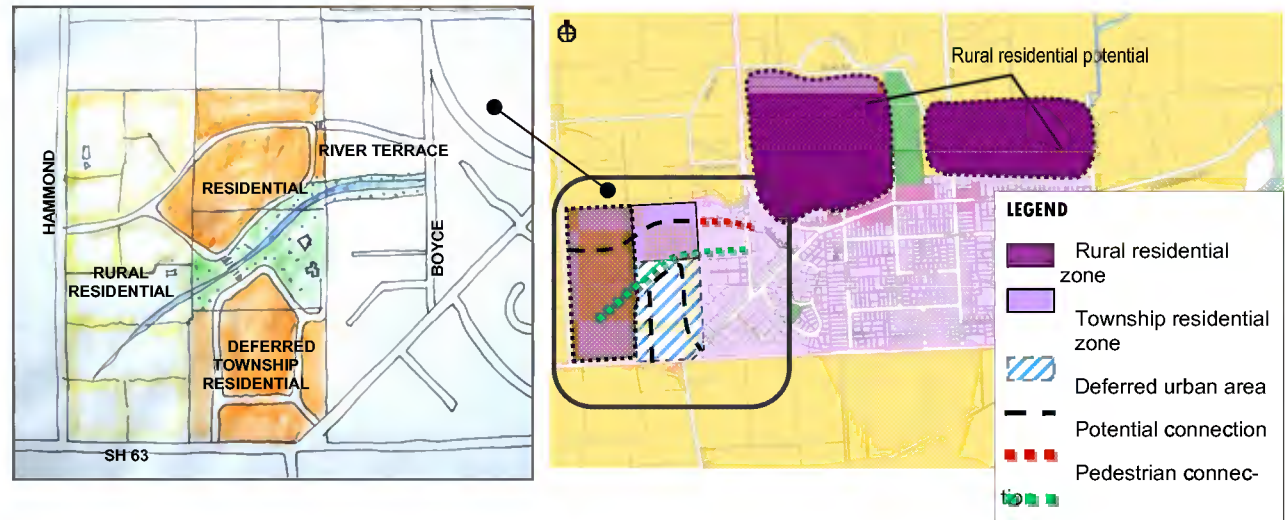 HAMMOND
RIVER TERRACE
RESIDENTIAL
BOYCE
RURAL
RESIDENTIAL
DEFERRED
TOWNSHIP
RESIDENTIAL
SH 63
Rural residential potential
LEGEND
Rural residential
zone
Township residential
zone
Deferred urban area
Potential connection
Pedestrian connec-
tion